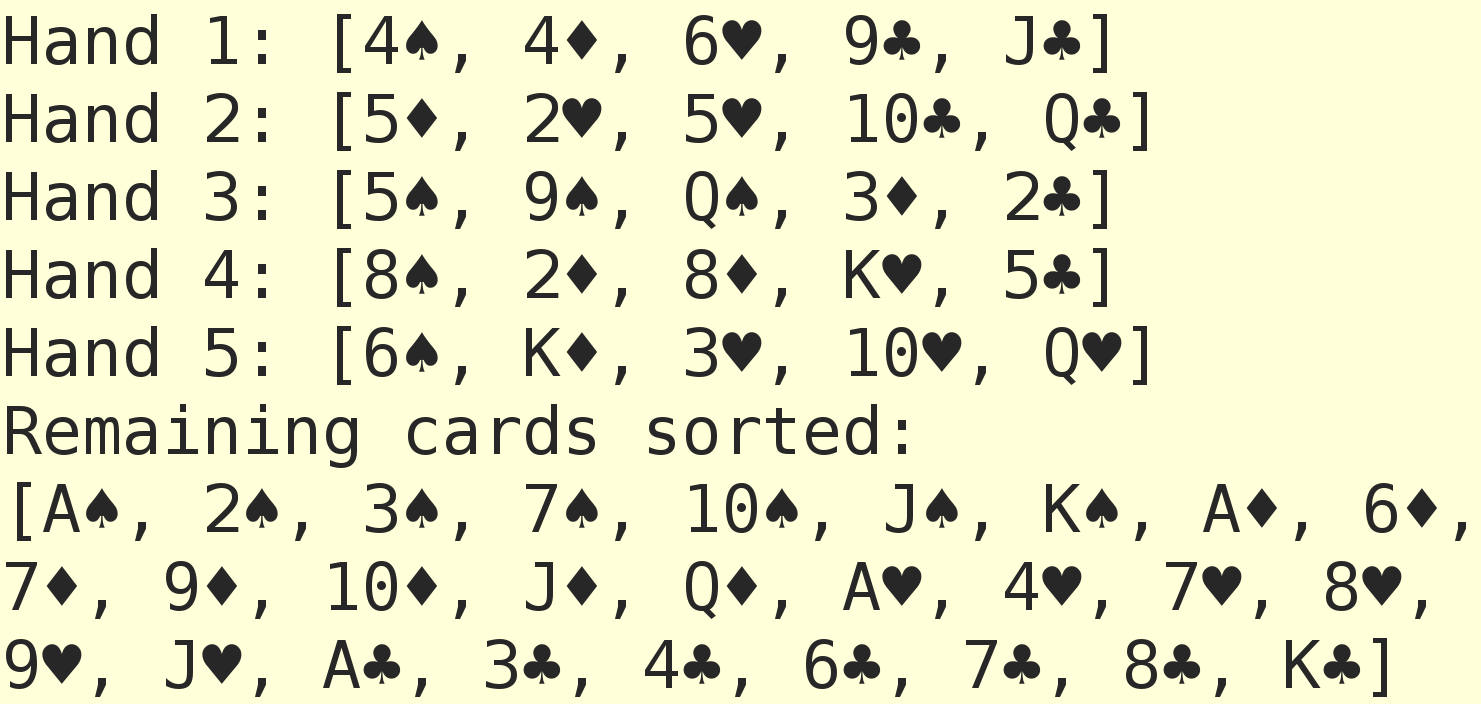 Hand 1: [4♠, 4♦, 6♥, 9♣, J♣]
Hand 2: [5♦, 2♥, 5♥, 10♣, Q♣]
Hand 3: [5♠, 9♠, Q♠, 3♦, 2♣]
Hand 4: [8♠, 2♦, 8♦, K♥, 5♣]
Hand 5: [6♠, K♦, 3♥, 10♥, Q♥]
Remaining cards sorted:
[A♠, 2♠, 3♠, 7♠, 10♠, J♠, K♠, A♦, 6♦,
7♦, 9♦, 10♦, J♦, Q♦, A♥, 4♥, 7♥, 8♥,
9♥, J♥, A♣, 3♣, 4♣, 6♣, 7♣, 8♣, K♣]